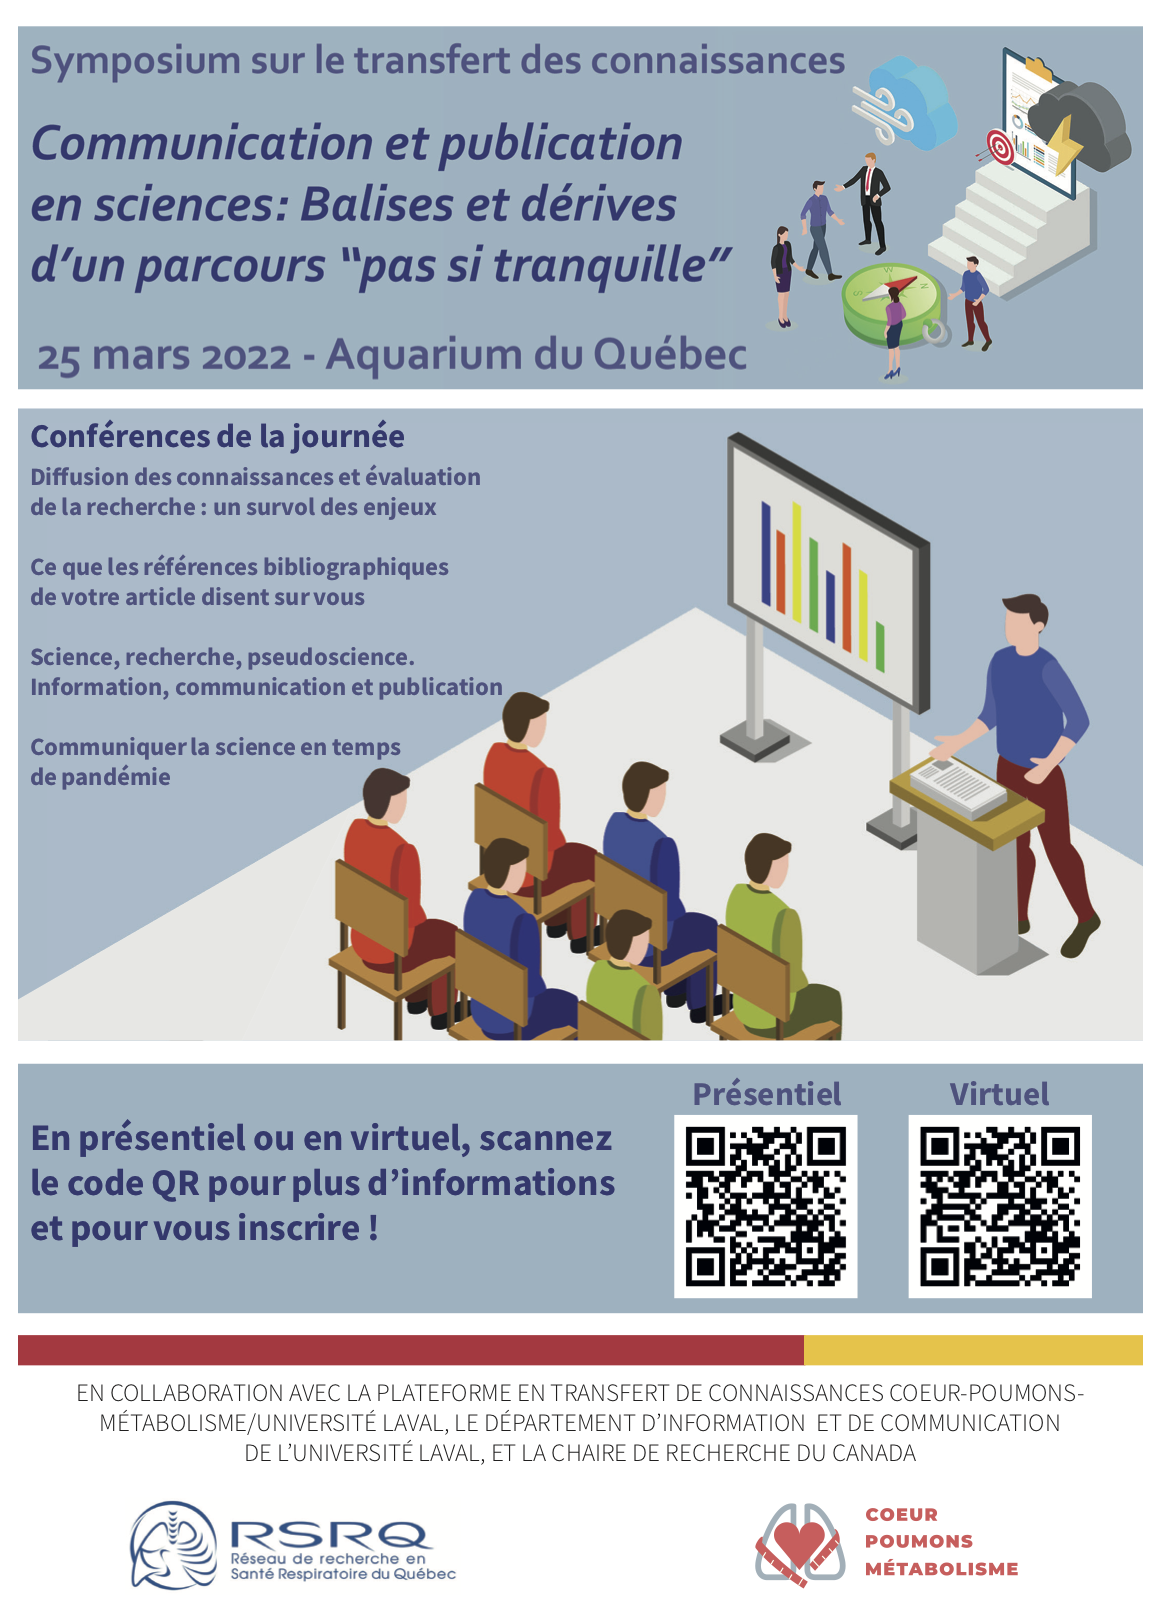 Symposium sur le transfert des connaissances
Communication et publication
en sciences: Balises et dérives
d'un parcours “pas si tranquille”
25 mars 2022 - Aquarium du Québec
Conférences de la journée
Diffusion des connaissances et évaluation
de la recherche : un survol des enjeux
Ce que les références bibliographiques
de votre article disent sur vous
Science, recherche, pseudoscience.
Information, communication et publication
Communiquer la science en temps
de pandémie
Présentiel
Virtuel
En présentiel ou en virtuel, scannez
le code QR pour plus d'informations
et pour vous inscrire !
EN COLLABORATION AVEC LA PLATEFORME EN TRANSFERT DE CONNAISSANCES COEUR-POUMONS-
MÉTABOLISME/UNIVERSITÉ LAVAL, LE DÉPARTEMENT D'INFORMATION ET DE COMMUNICATION
DE L'UNIVERSITÉ LAVAL, ET LA CHAIRE DE RECHERCHE DU CANADA
RSRQ
Réseau de recherche en
Santé Respiratoire du Québec
COEUR
POUMONS
MÉTABOLISME